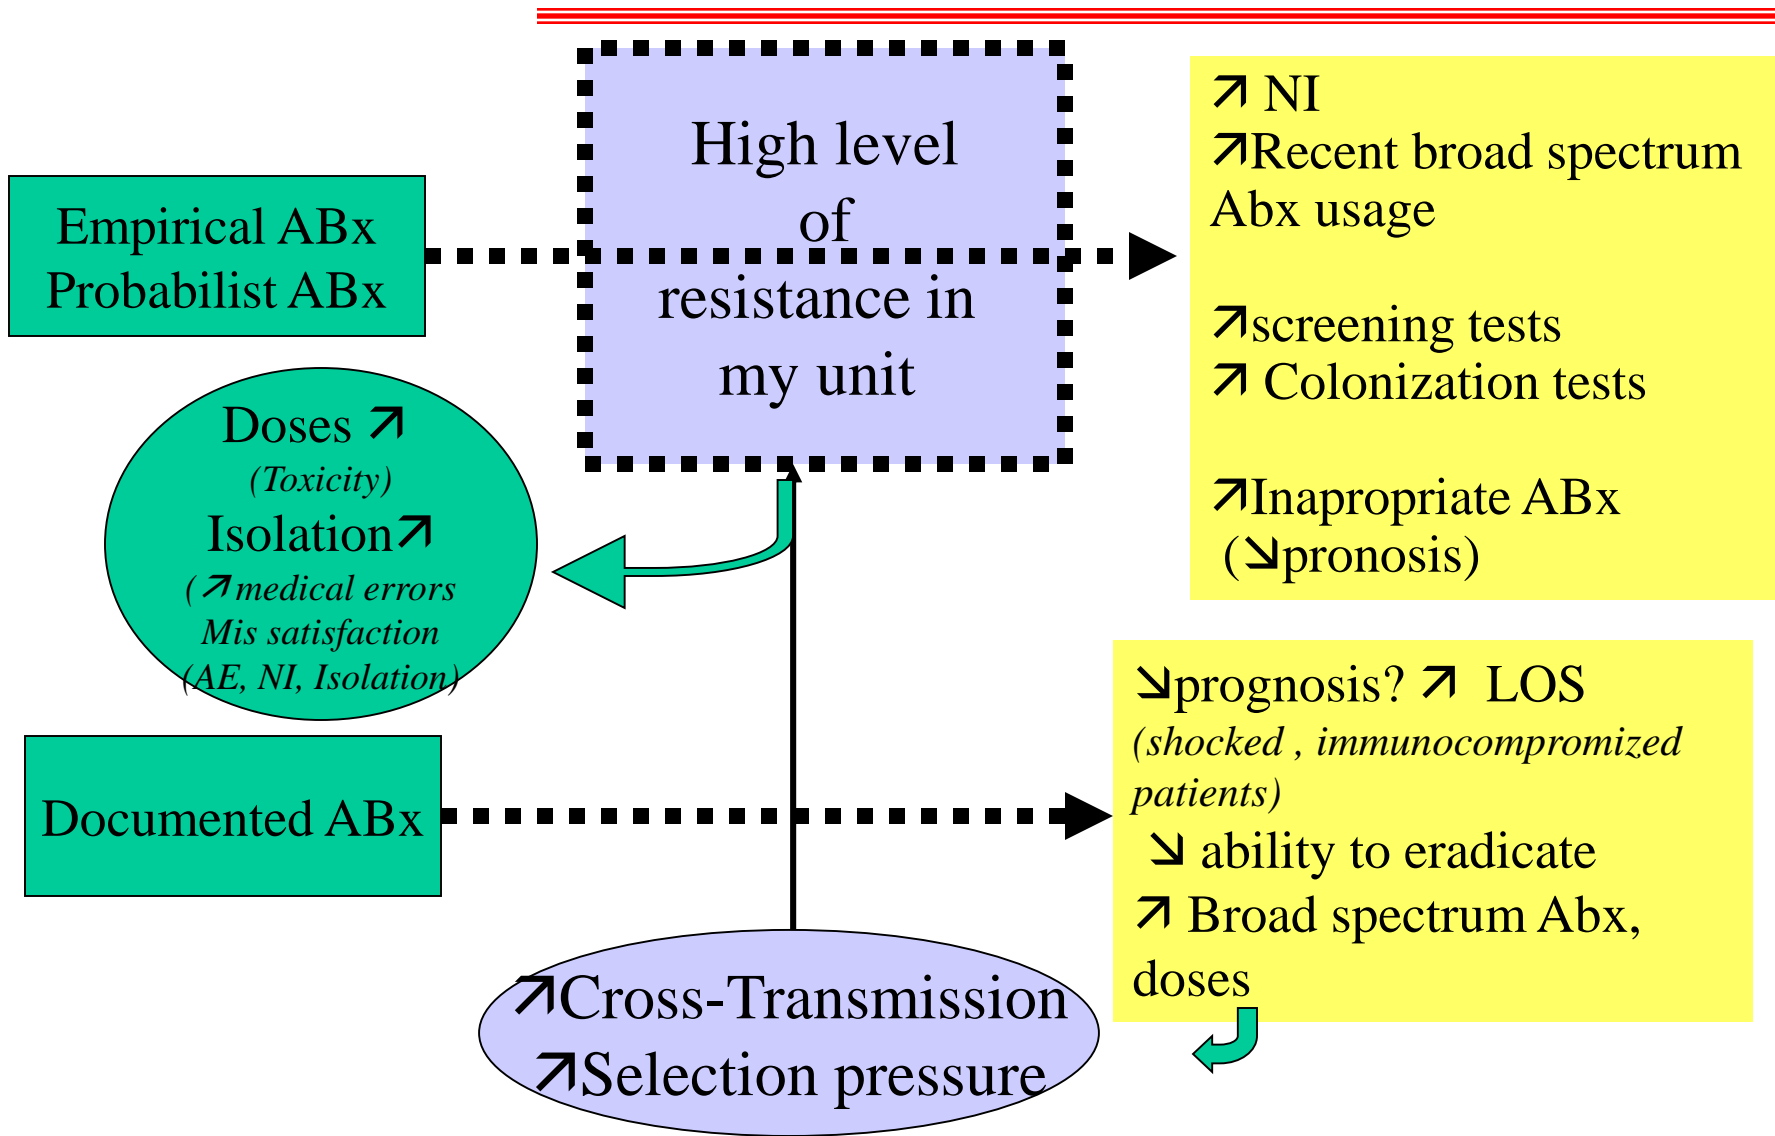 High level
of
resistance in
my unit
Empirical ABx
Probabilist ABx
↗ NI
↗Recent broad spectrum
Abx usage
↗screening tests
↗ Colonization tests
↗Inapropriate ABx
(↘pronosis)
Doses ↗
(Toxicity)
Isolation↗
(↗medical errors
Mis satisfaction
(AE, NI, Isolation)
Documented ABx
↘prognosis? ↗ LOS
(shocked , immunocompromized
patients)
↘ ability to eradicate
↗ Broad spectrum Abx,
doses
↗Cross-Transmission
↗Selection pressure